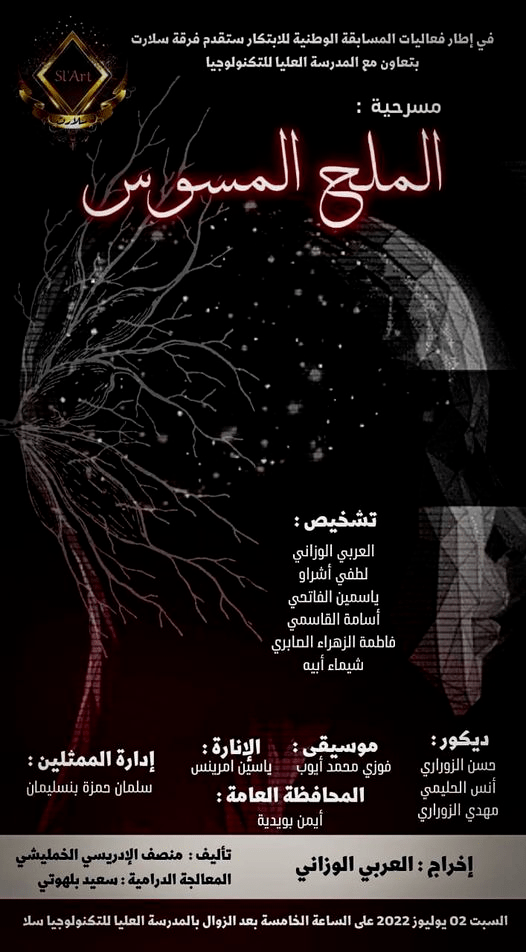 في إطار فعاليات المسابقة الوطنية للابتكار ستقدم فرقة سلارت
بتعاون مع المدرسة العليا للتكنولوجيا
Sl'Art
سلارت
مسرحية :
الملح المسوس
تشخيص :
العربي الوزاني
لطفي أشراو
ياسمين الفاتحي
أسامة القاسمي
فاطمة الزهراء الصابري
شيماء أبيه
ديكور :
حسن الزوراري
أنس الحليمي
مهدي الزوراري
موسيقى :
فوزي محمد أيوب
الإنارة :
ياسين امرينس
المحافظة العامة :
أيمن بويدية
إدارة الممثلين :
سلمان حمزة بنسليمان
إخراج : العربي الوزاني
تأليف : منصف الإدريسي الخمليشي
المعالجة الدرامية : سعيد بلهوتي
السبت 02 يوليوز 2022 على الساعة الخامسة بعد الزوال بالمدرسة العليا للتكنولوجيا سلا